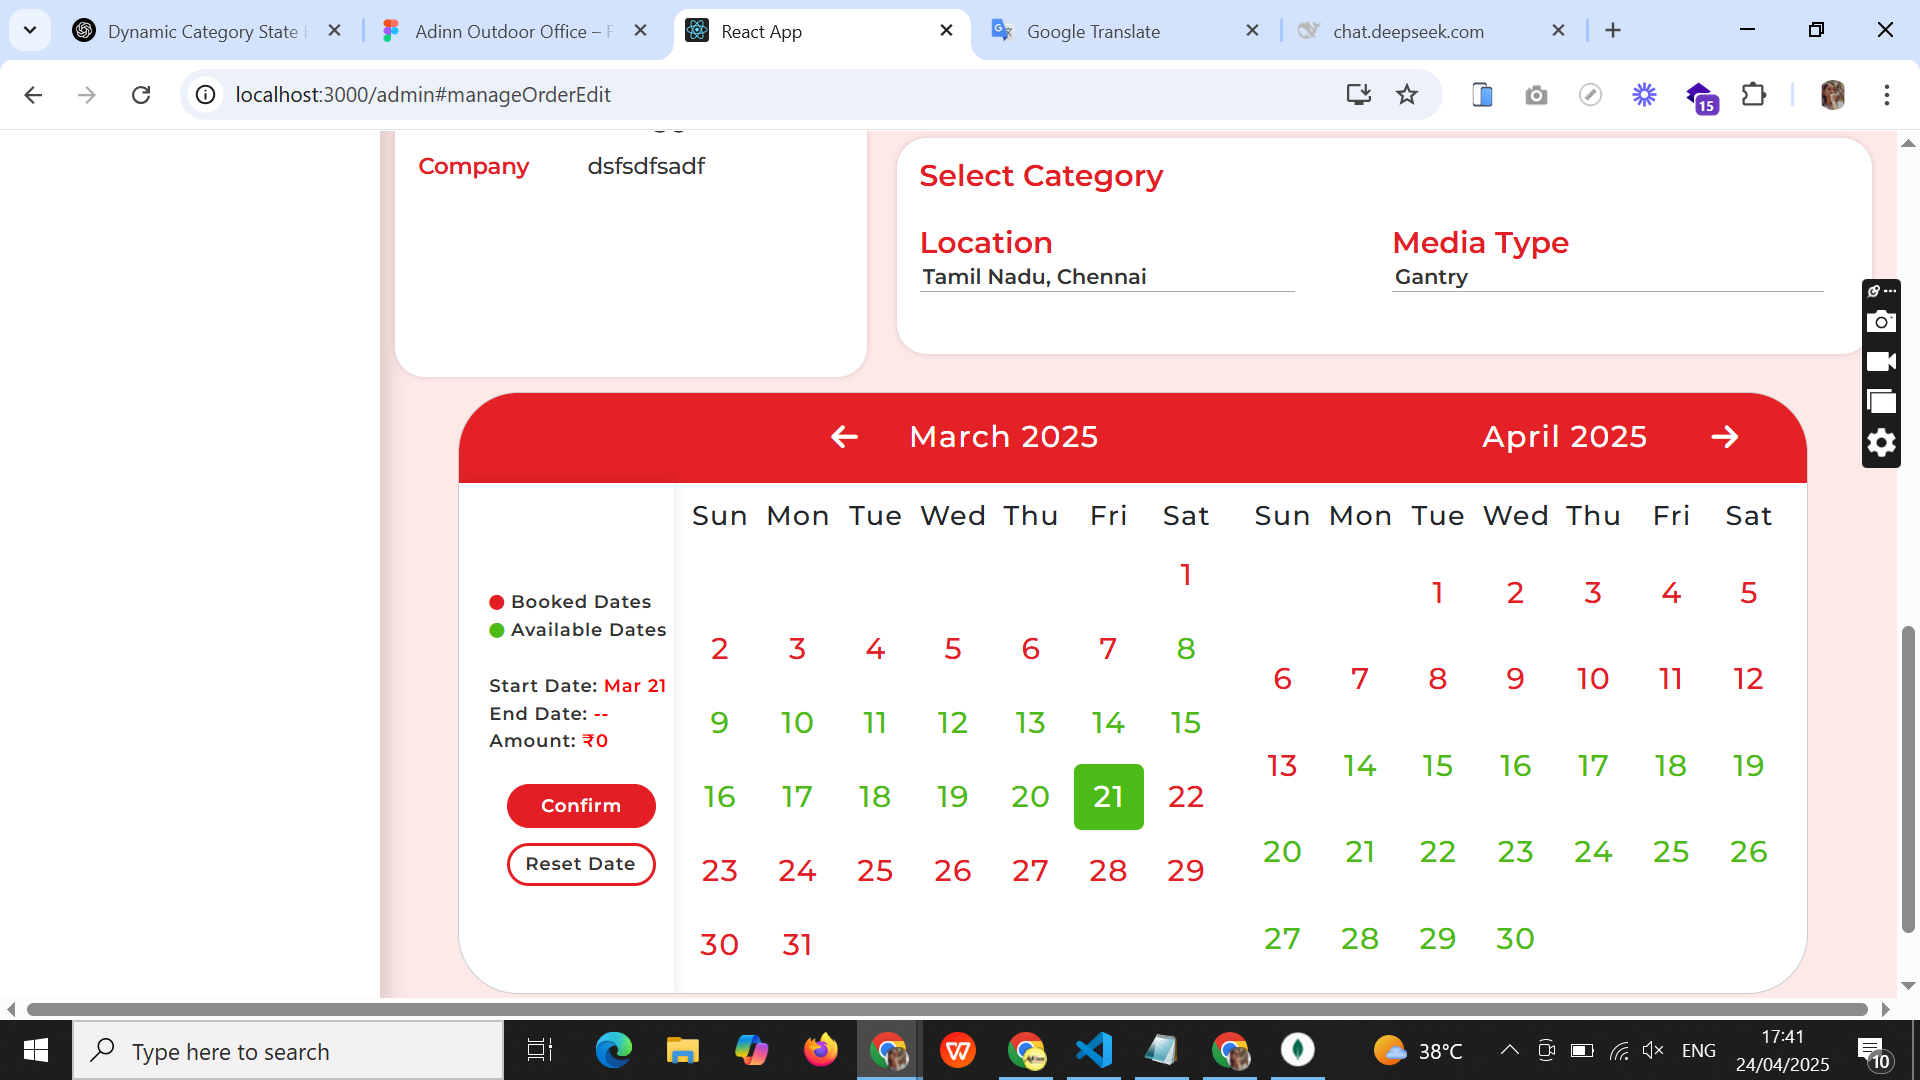 Dynamic Category State
Adinn Outdoor Office –
React App
Google Translate
chat.deepseek.com
localhost:3000/admin#manageOrderEdit
15
Company dsfsdfsadf
Select Category
Location Media Type
Tamil Nadu, Chennai Gantry
March 2025 April 2025
Sun Mon Tue Wed Thu Fri Sat
1
2 3 4 5 6 7 8
9 10 11 12 13 14 15
16 17 18 19 20 21 22
23 24 25 26 27 28 29
30 31
Sun Mon Tue Wed Thu Fri Sat
1 2 3 4 5
6 7 8 9 10 11 12
13 14 15 16 17 18 19
20 21 22 23 24 25 26
27 28 29 30
Booked Dates
Available Dates
Start Date: Mar 21
End Date: --
Amount: ₹0
Confirm
Reset Date
Type here to search
38°C
ENG
17:41
24/04/2025
10